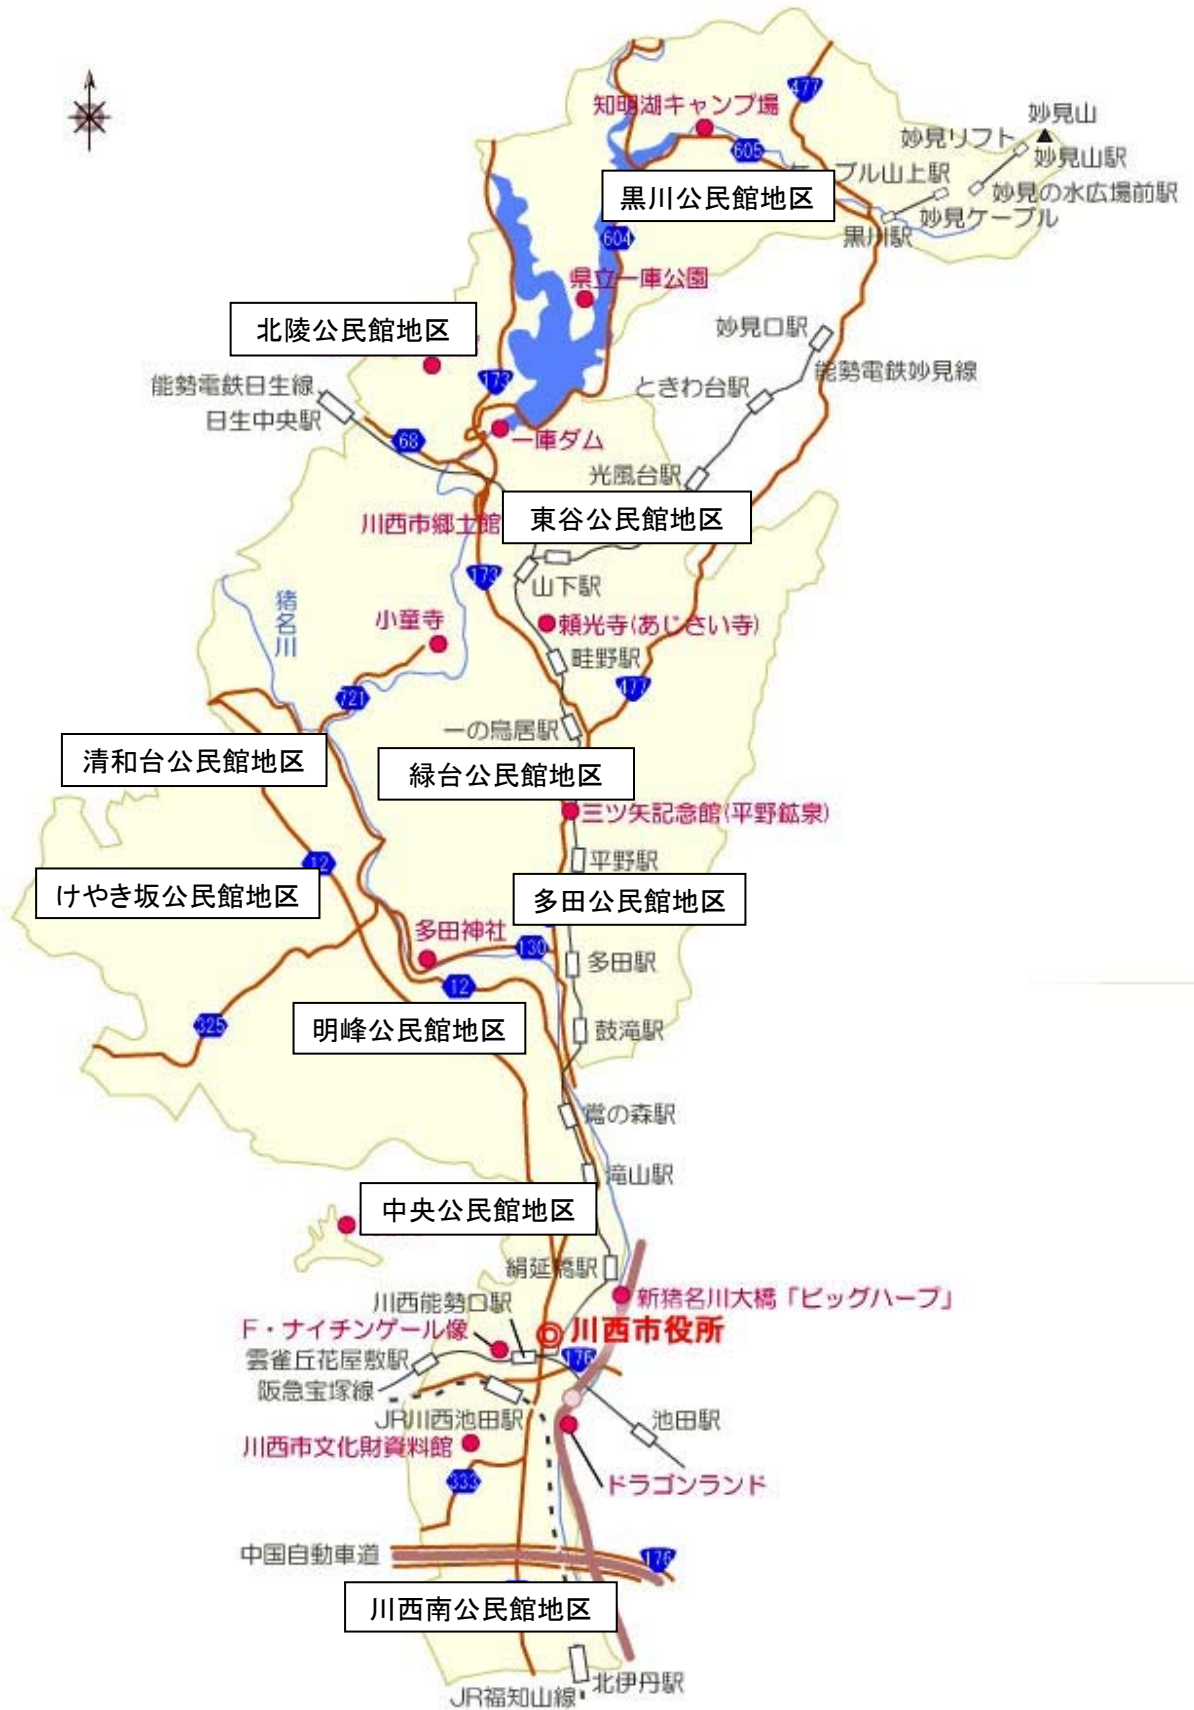 477
知明湖キャンプ場
妙見山
605
妙見リフト
妙見山駅
ケーブル山上駅
妙見の水広場前駅
黒川公民館地区
妙見ケーブル
黒川駅
604
県立一庫公園
北陵公民館地区
妙見口駅
能勢電鉄妙見線
能勢電鉄日生線
173
ときわ台駅
日生中央駅
68
一庫ダム
光風台駅
川西市郷土館
東谷公民館地区
173
山下駅
猪名川
小童寺
頼光寺(あじさい寺)
畦野駅
721
477
一の鳥居駅
清和台公民館地区
緑台公民館地区
三ツ矢記念館(平野鉱泉)
12
平野駅
けやき坂公民館地区
多田公民館地区
多田神社
130
多田駅
12
325
明峰公民館地区
鼓滝駅
鴬の森駅
滝山駅
中央公民館地区
絹延橋駅
川西能勢口駅
新猪名川大橋「ビッグハープ」
F・ナイチンゲール像
川西市役所
雲雀丘花屋敷駅
176
阪急宝塚線
JR川西池田駅
池田駅
川西市文化財資料館
333
ドラゴンランド
中国自動車道
176
川西南公民館地区
北伊丹駅
JR福知山線